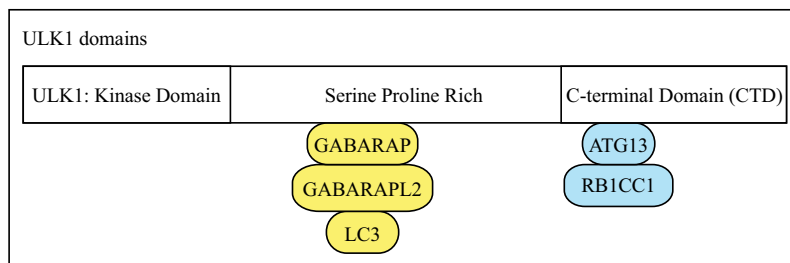 ULK1 domains
ULK1: Kinase Domain
Serine Proline Rich
C-terminal Domain (CTD)
GABARAP
ATG13
GABARAPL2
RB1CC1
LC3